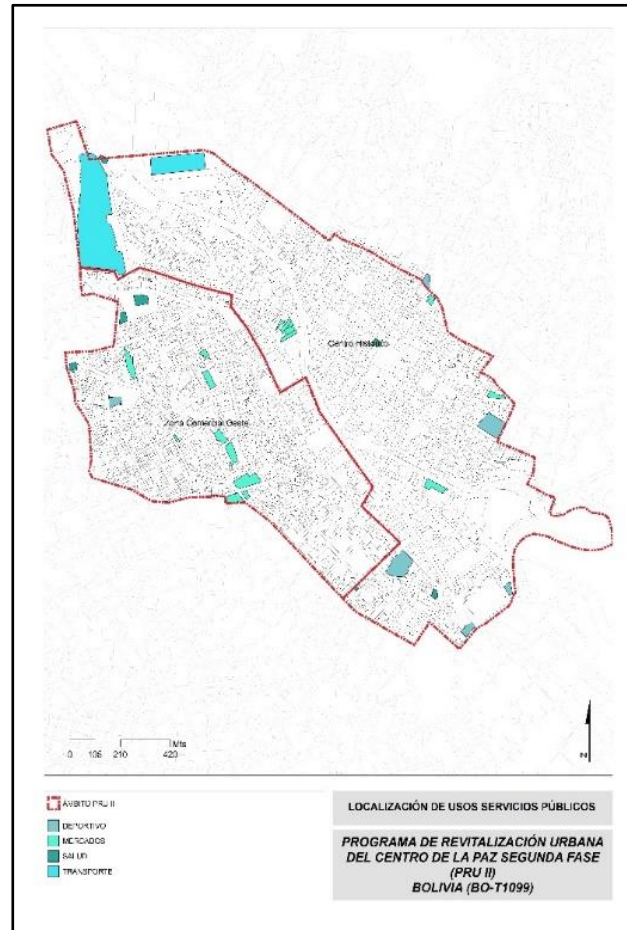 Centro Histórico
Zona Comercial Oeste
Mts
0 105 210 420
N
ÁMBITO PRU II
DEPORTIVO
MERCADOS
SALUD
TRANSPORTE
LOCALIZACIÓN DE USOS SERVICIOS PÚBLICOS
PROGRAMA DE REVITALIZACIÓN URBANA
DEL CENTRO DE LA PAZ SEGUNDA FASE
(PRU II)
BOLIVIA (BO-T1099)